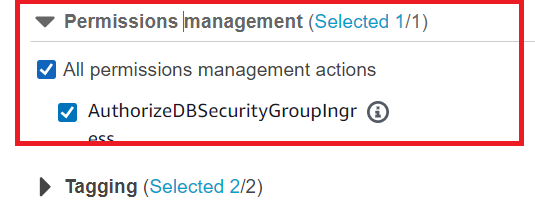 Permissions management (Selected 1/1)
All permissions management actions
AuthorizeDBSecurityGroupIngr
ess
Tagging (Selected 2/2)